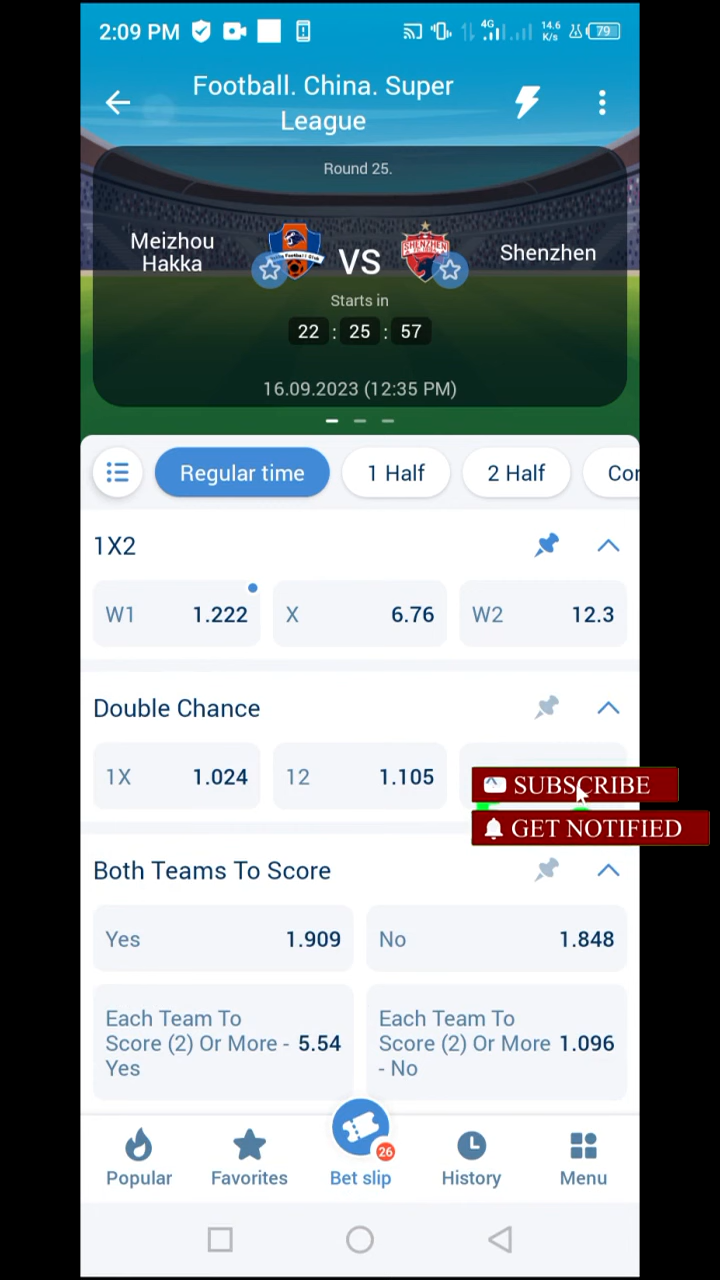 2:09 PM
4G
14.6
K/s
79
Football. China. Super
League
Round 25.
Meizhou
Hakka
VS
Shenzhen
SHENZHEN
Starts in
22 : 25 : 57
16.09.2023 (12:35 PM)
Regular time
1 Half
2 Half
Cor
1X2
W1 1.222
X 6.76
W2 12.3
Double Chance
1X 1.024
12 1.105
SUBSCRIBE
GET NOTIFIED
Both Teams To Score
Yes 1.909
No 1.848
Each Team To
Score (2) Or More - 5.54
Yes
Each Team To
Score (2) Or More 1.096
- No
26
Popular
Favorites
Bet slip
History
Menu